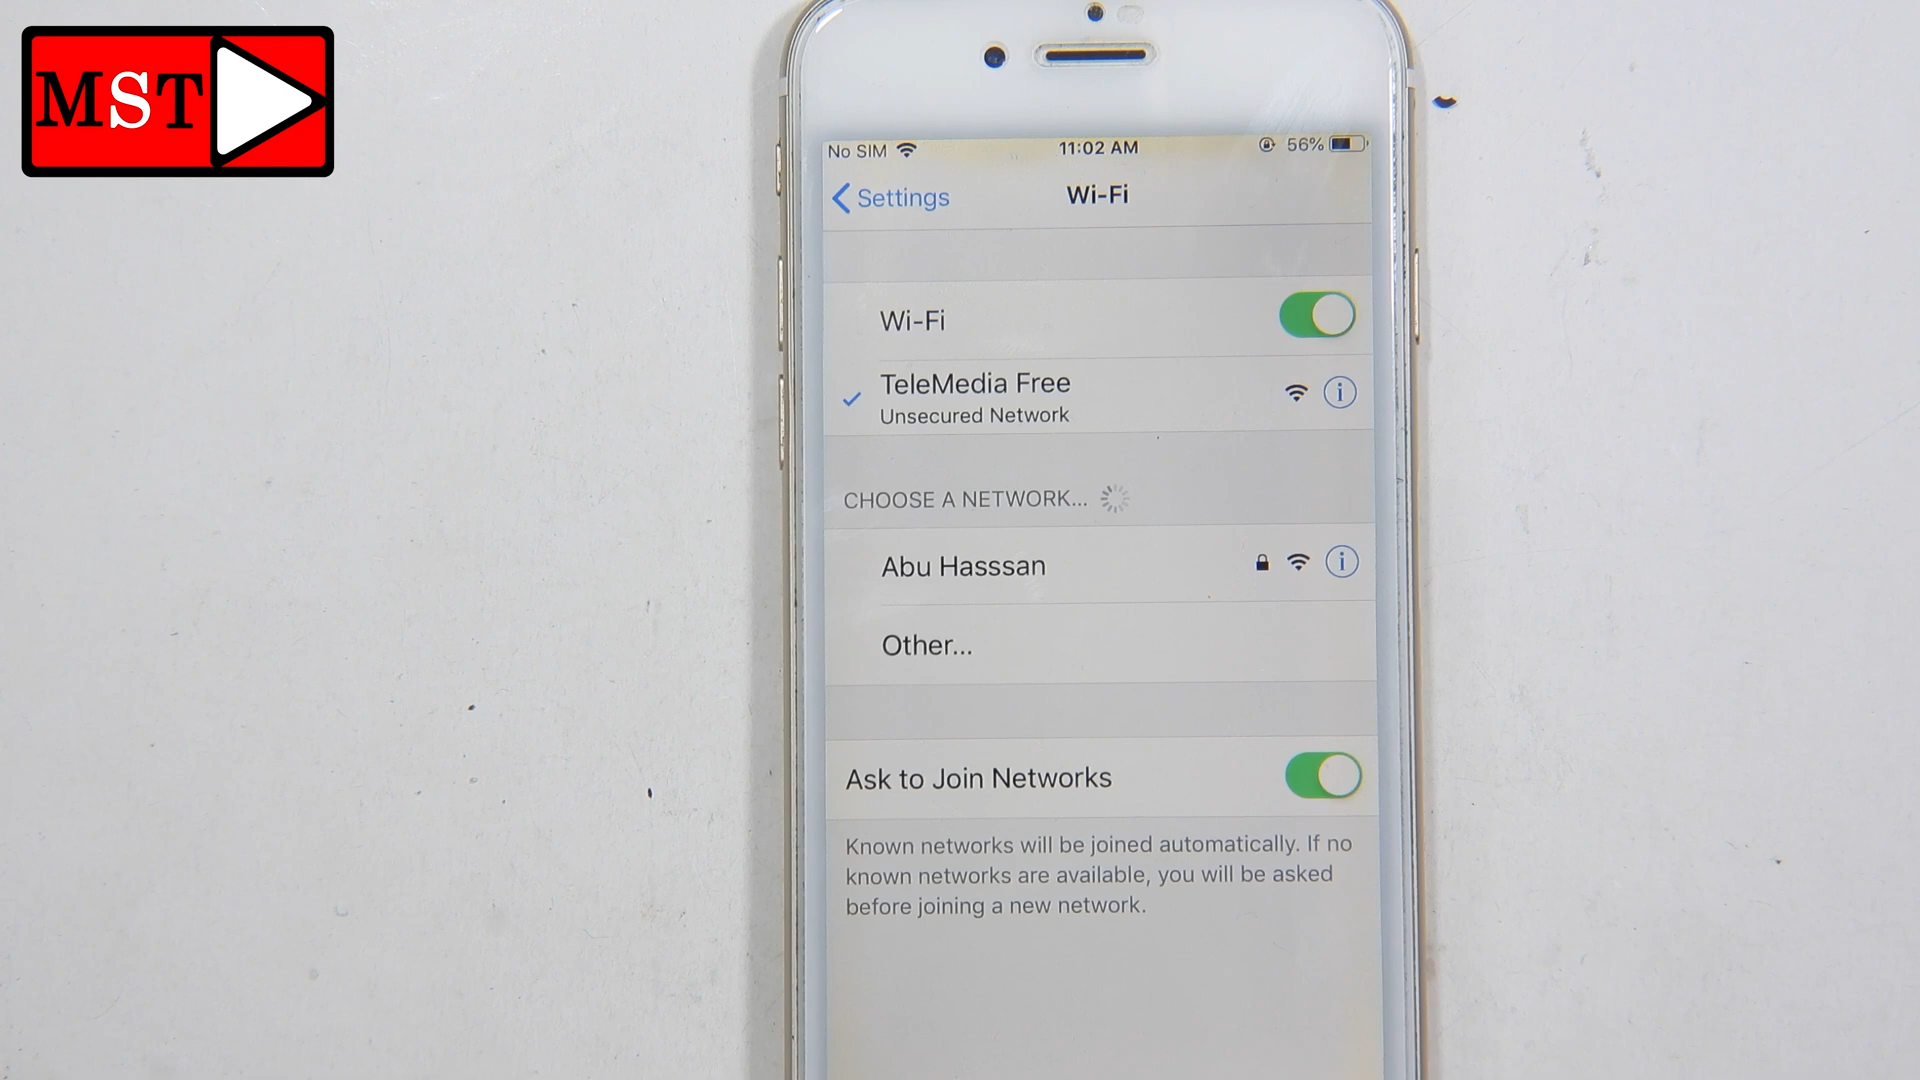 MST
No SIM 11:02 AM 56%
Settings Wi-Fi
Wi-Fi
TeleMedia Free
Unsecured Network
CHOOSE A NETWORK...
Abu Hasssan
Other...
Ask to Join Networks
Known networks will be joined automatically. If no
known networks are available, you will be asked
before joining a new network.